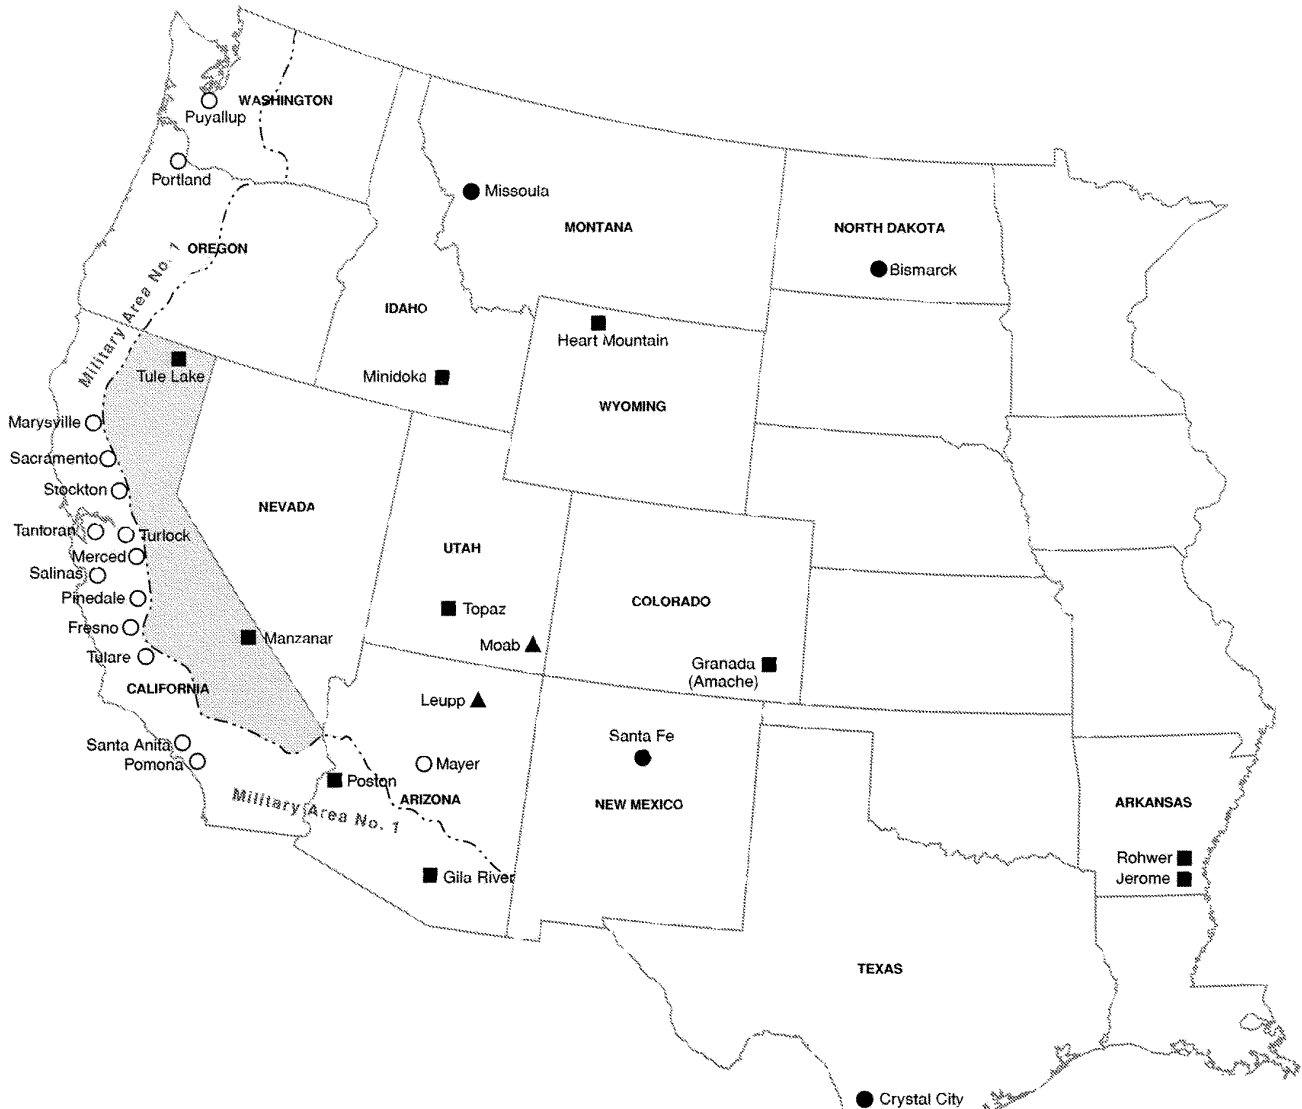 WASHINGTON
Puyallup
Portland
Missoula
MONTANA
NORTH DAKOTA
Bismarck
OREGON
Military Area No. 1
IDAHO
Heart Mountain
Tule Lake
Minidoka
WYOMING
Marysville
Sacramento
Stockton
NEVADA
Tanforan
Turlock
UTAH
Merced
Salinas
Pinedale
COLORADO
Topaz
Fresno
Manzanar
Moab
Tulare
Granada
(Amache)
CALIFORNIA
Leupp
Santa Fe
Santa Anita
Pomona
Mayer
Poston
Military Area No. 1
ARIZONA
NEW MEXICO
ARKANSAS
Rohwer
Jerome
Gila River
TEXAS
Crystal City